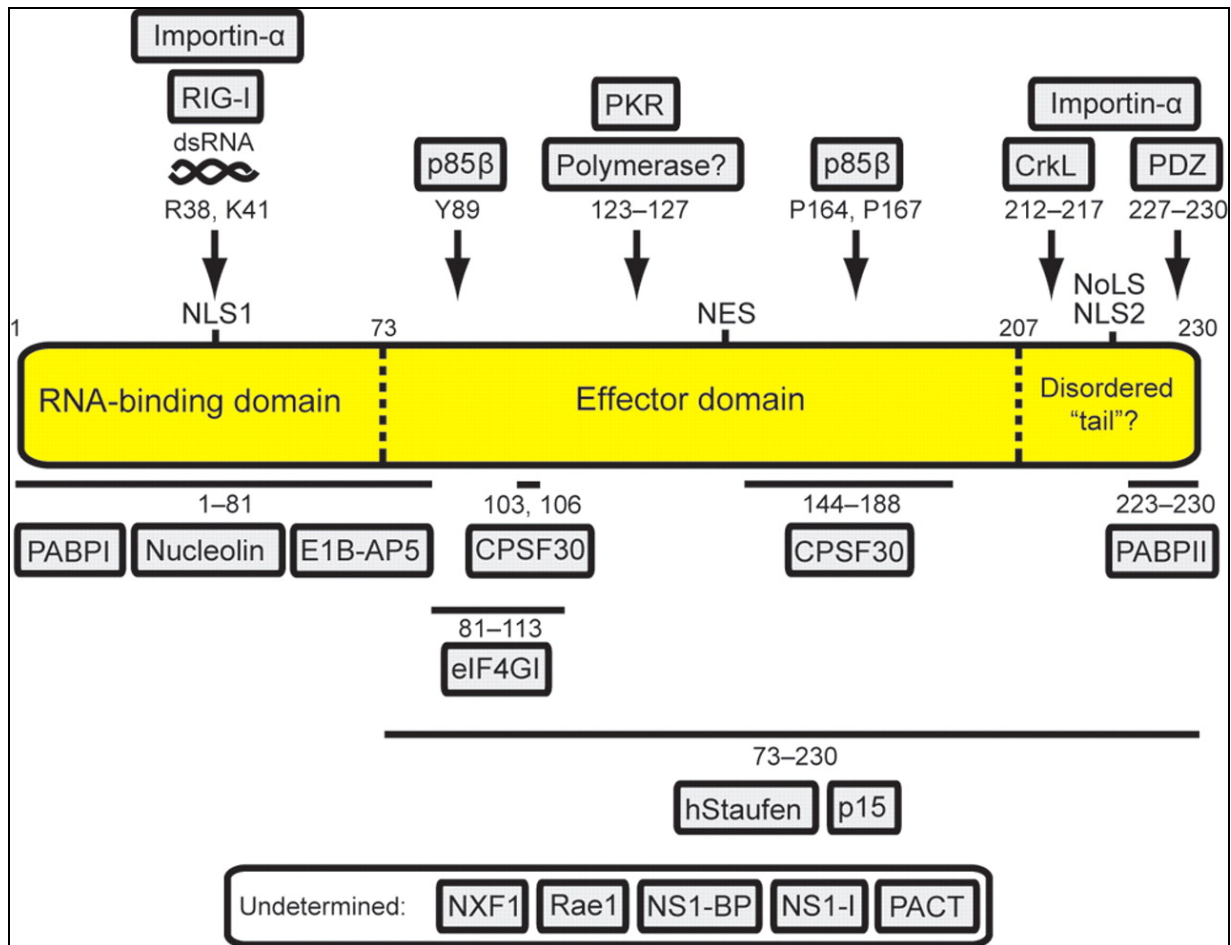 Importin-α
RIG-I
PKR
Importin-α
dsRNA
p85β
Polymerase?
p85β
CrkL
PDZ
R38, K41
Y89
123–127
P164, P167
212–217
227–230
NoLS
NLS1
NES
NLS2
1
73
207
230
RNA-binding domain
Effector domain
Disordered
“tail”?
1–81
103, 106
144–188
223–230
PABPI
Nucleolin
E1B-AP5
CPSF30
CPSF30
PABPII
81–113
eIF4GI
73–230
hStaufen
p15
Undetermined:
NXF1
Rae1
NS1-BP
NS1-I
PACT